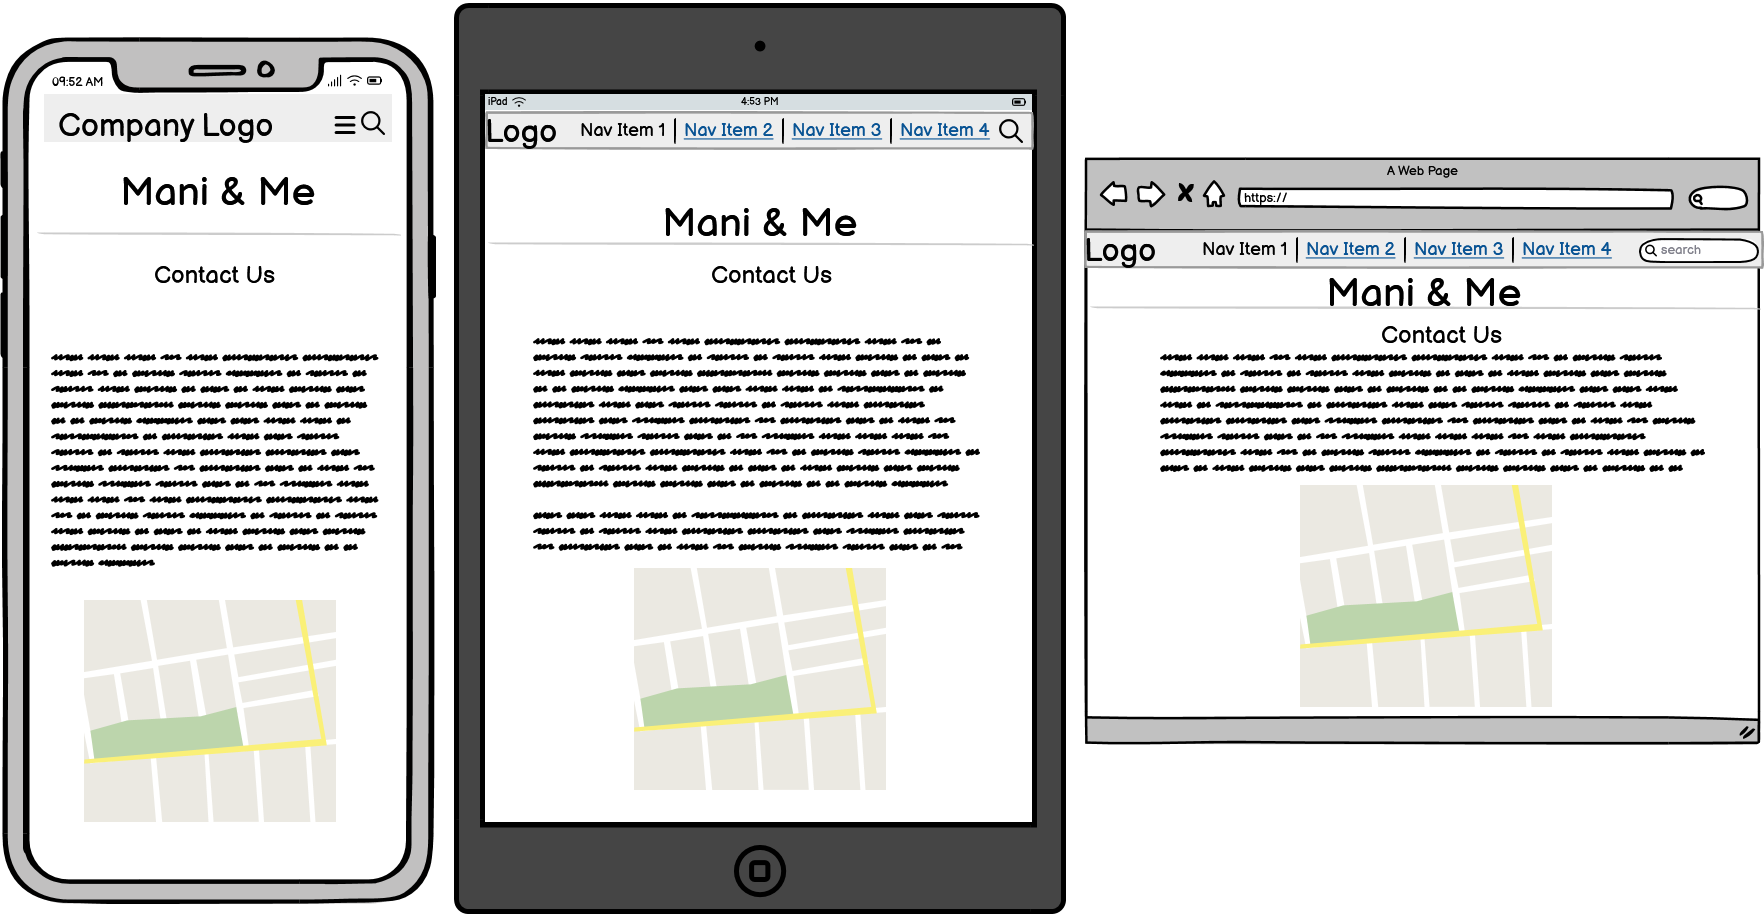 09:52 AM
Company Logo
Mani & Me
Contact Us
iPad
4:53 PM
Logo Nav Item 1 Nav Item 2 Nav Item 3 Nav Item 4
Mani & Me
Contact Us
A Web Page
https://
Logo Nav Item 1 Nav Item 2 Nav Item 3 Nav Item 4 search
Mani & Me
Contact Us